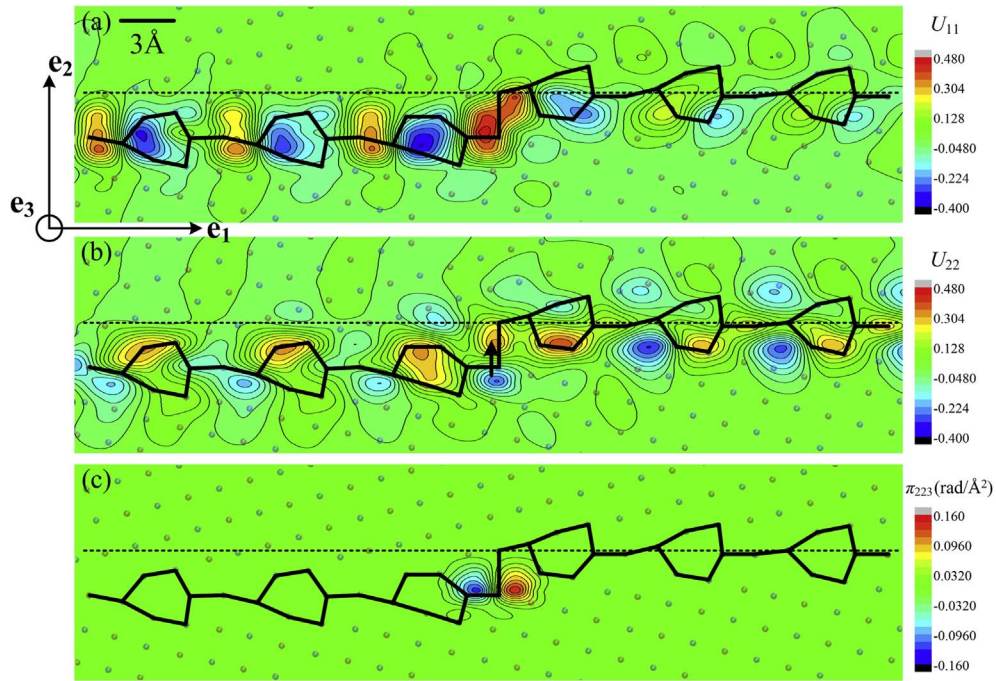 (a)
3Å
e2
e3
e1
U11
0.480
0.304
0.128
-0.0480
-0.224
-0.400
(b)
U22
0.480
0.304
0.128
-0.0480
-0.224
-0.400
(c)
π223 (rad/Å²)
0.160
0.0960
0.0320
-0.0320
-0.0960
-0.160